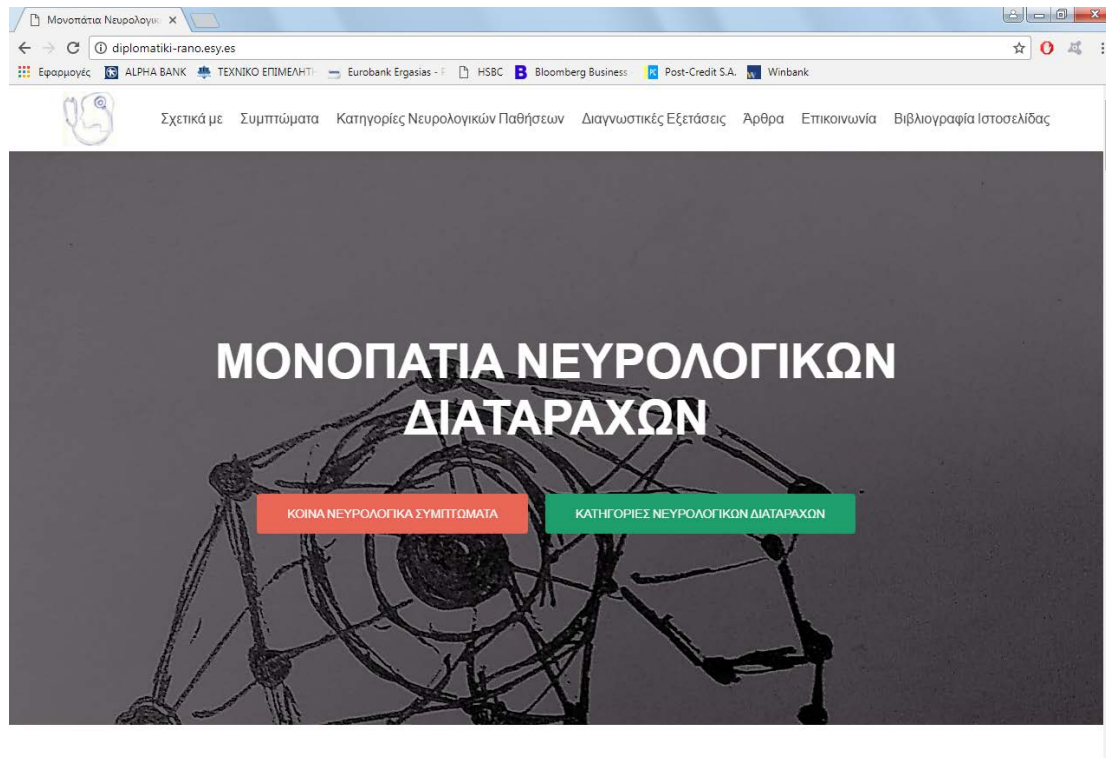 Μονοπάτια Νευρολογικ
diplomatiki-rano.esy.es
Εφαρμογές ALPHA BANK ΤΕΧΝΙΚΟ ΕΠΙΜΕΛΗΤΗ Eurobank Ergasias - F HSBC Bloomberg Business Post-Credit S.A. Winbank
Σχετικά με Συμπτώματα Κατηγορίες Νευρολογικών Παθήσεων Διαγνωστικές Εξετάσεις Άρθρα Επικοινωνία Βιβλιογραφία Ιστοσελίδας
ΜΟΝΟΠΑΤΙΑ ΝΕΥΡΟΛΟΓΙΚΩΝ
ΔΙΑΤΑΡΑΧΩΝ
ΚΟΙΝΑ ΝΕΥΡΟΛΟΓΙΚΑ ΣΥΜΠΤΩΜΑΤΑ ΚΑΤΗΓΟΡΙΕΣ ΝΕΥΡΟΛΟΓΙΚΩΝ ΔΙΑΤΑΡΑΧΩΝ